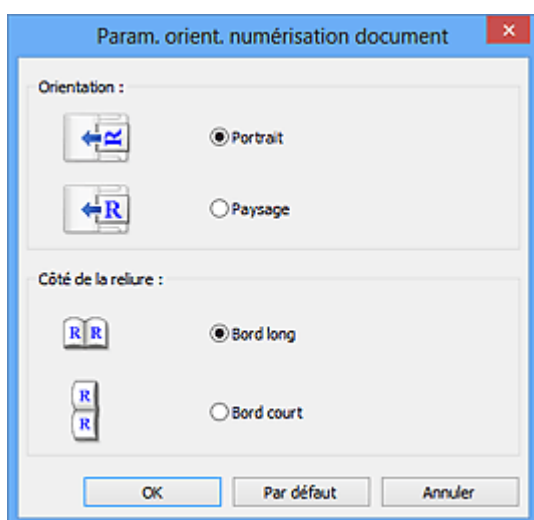 Param. orient. numérisation document
Orientation :
R
Portrait
R
Paysage
Côté de la reliure :
R R
Bord long
R
R
Bord court
OK Par défaut Annuler